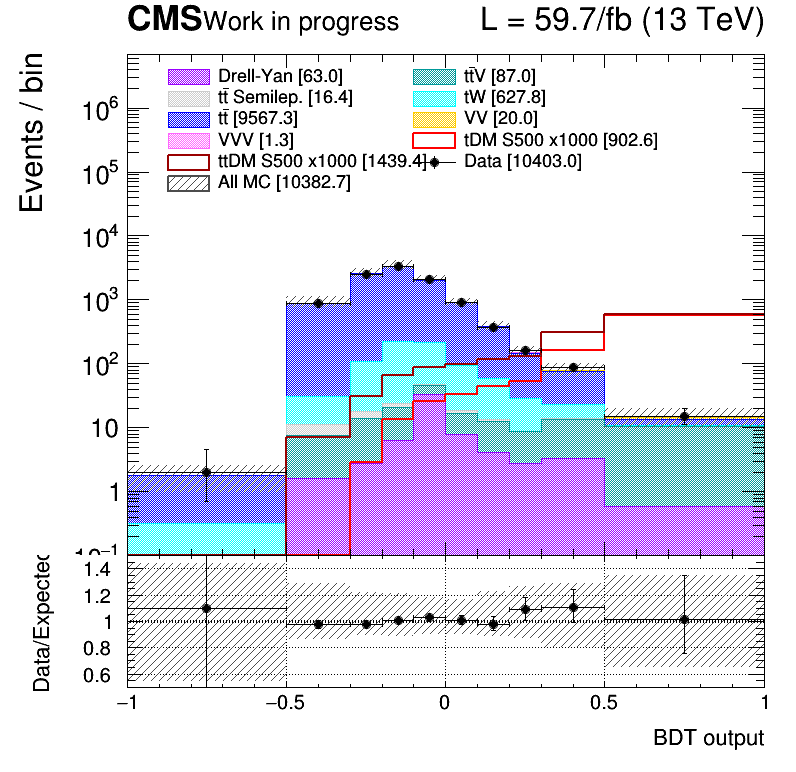 CMS Work in progress L = 59.7/fb (13 TeV)
Events / bin
Drell-Yan [63.0] tt̄V [87.0]
tt̄ Semilep. [16.4] tW [627.8]
tt̄ [9567.3] VV [20.0]
VVV [1.3] tDM S500 x1000 [902.6]
ttDM S500 x1000 [1439.4] Data [10403.0]
All MC [10382.7]
10⁶
10⁵
10⁴
10³
10²
10
1
10⁻¹
Data/Expected
1.4
1.2
1
0.8
0.6
−1 −0.5 0 0.5 1
BDT output